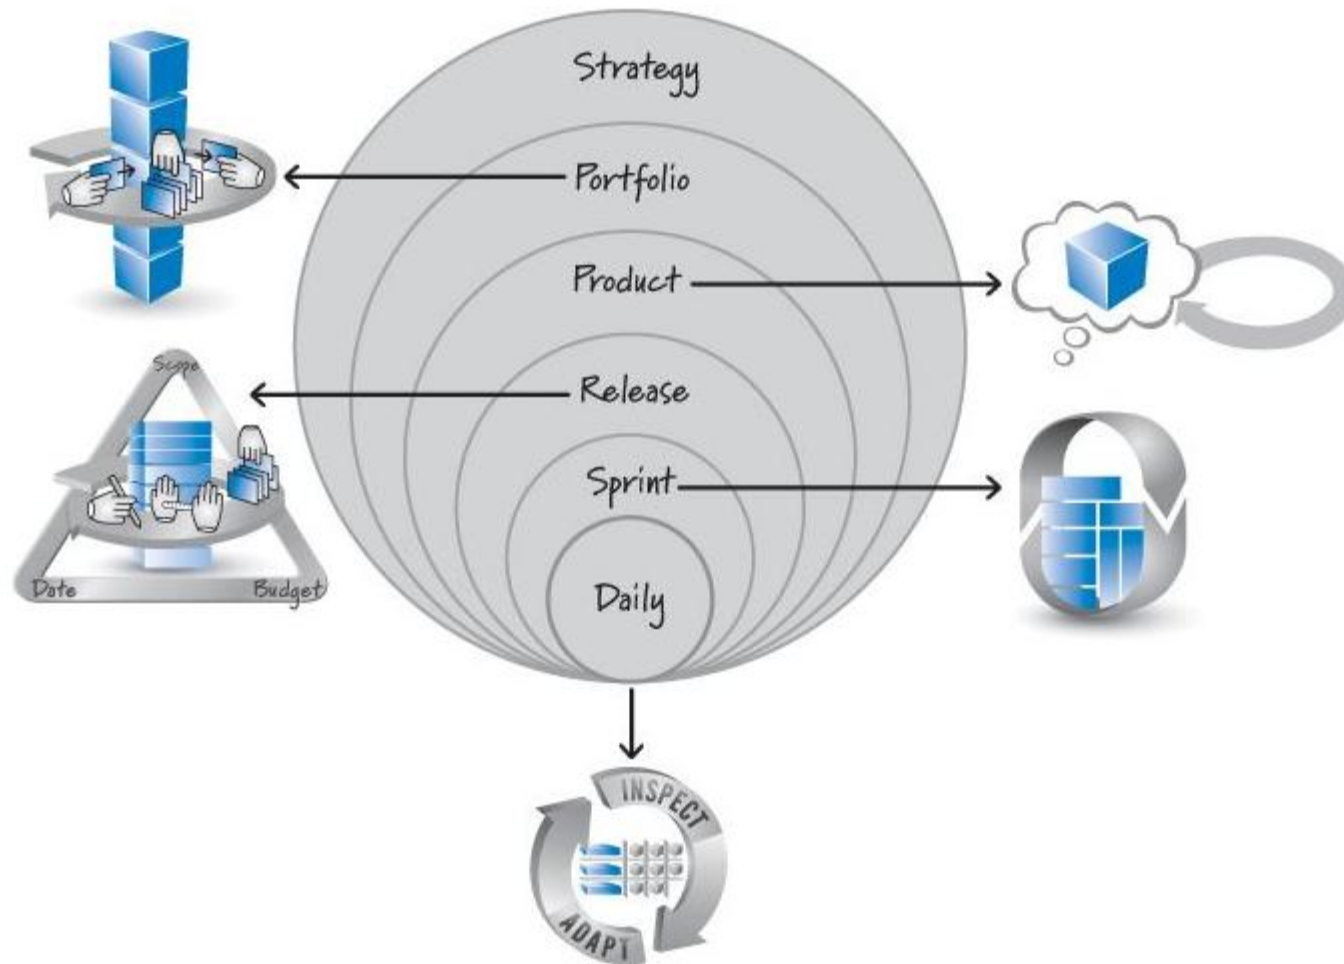 Strategy
Portfolio
Product
Release
Sprint
Daily
Scope
Date
Budget
INSPECT
ADAPT